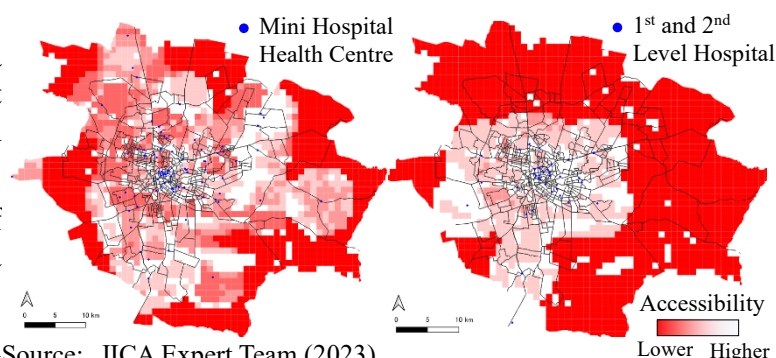 Mini Hospital
Health Centre
1st and 2nd
Level Hospital
0 5 10 km
0 5 10 km
Accessibility
Lower Higher
Source: JICA Expert Team (2023)